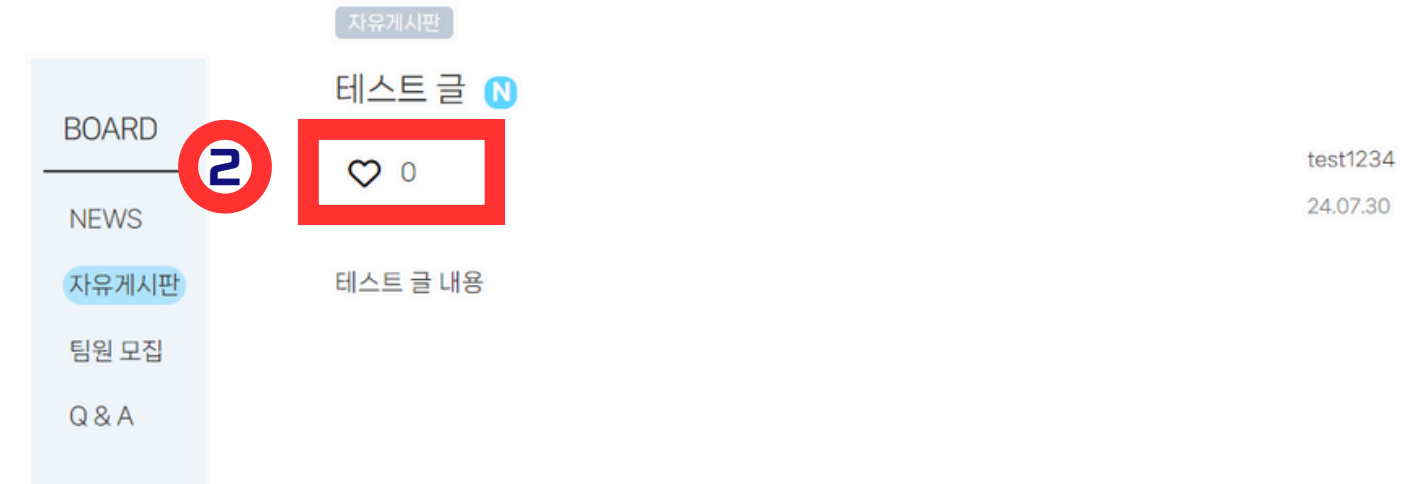 자유게시판
테스트 글 N
BOARD
2
♡ 0
test1234
24.07.30
NEWS
자유게시판
테스트 글 내용
팀원 모집
Q & A